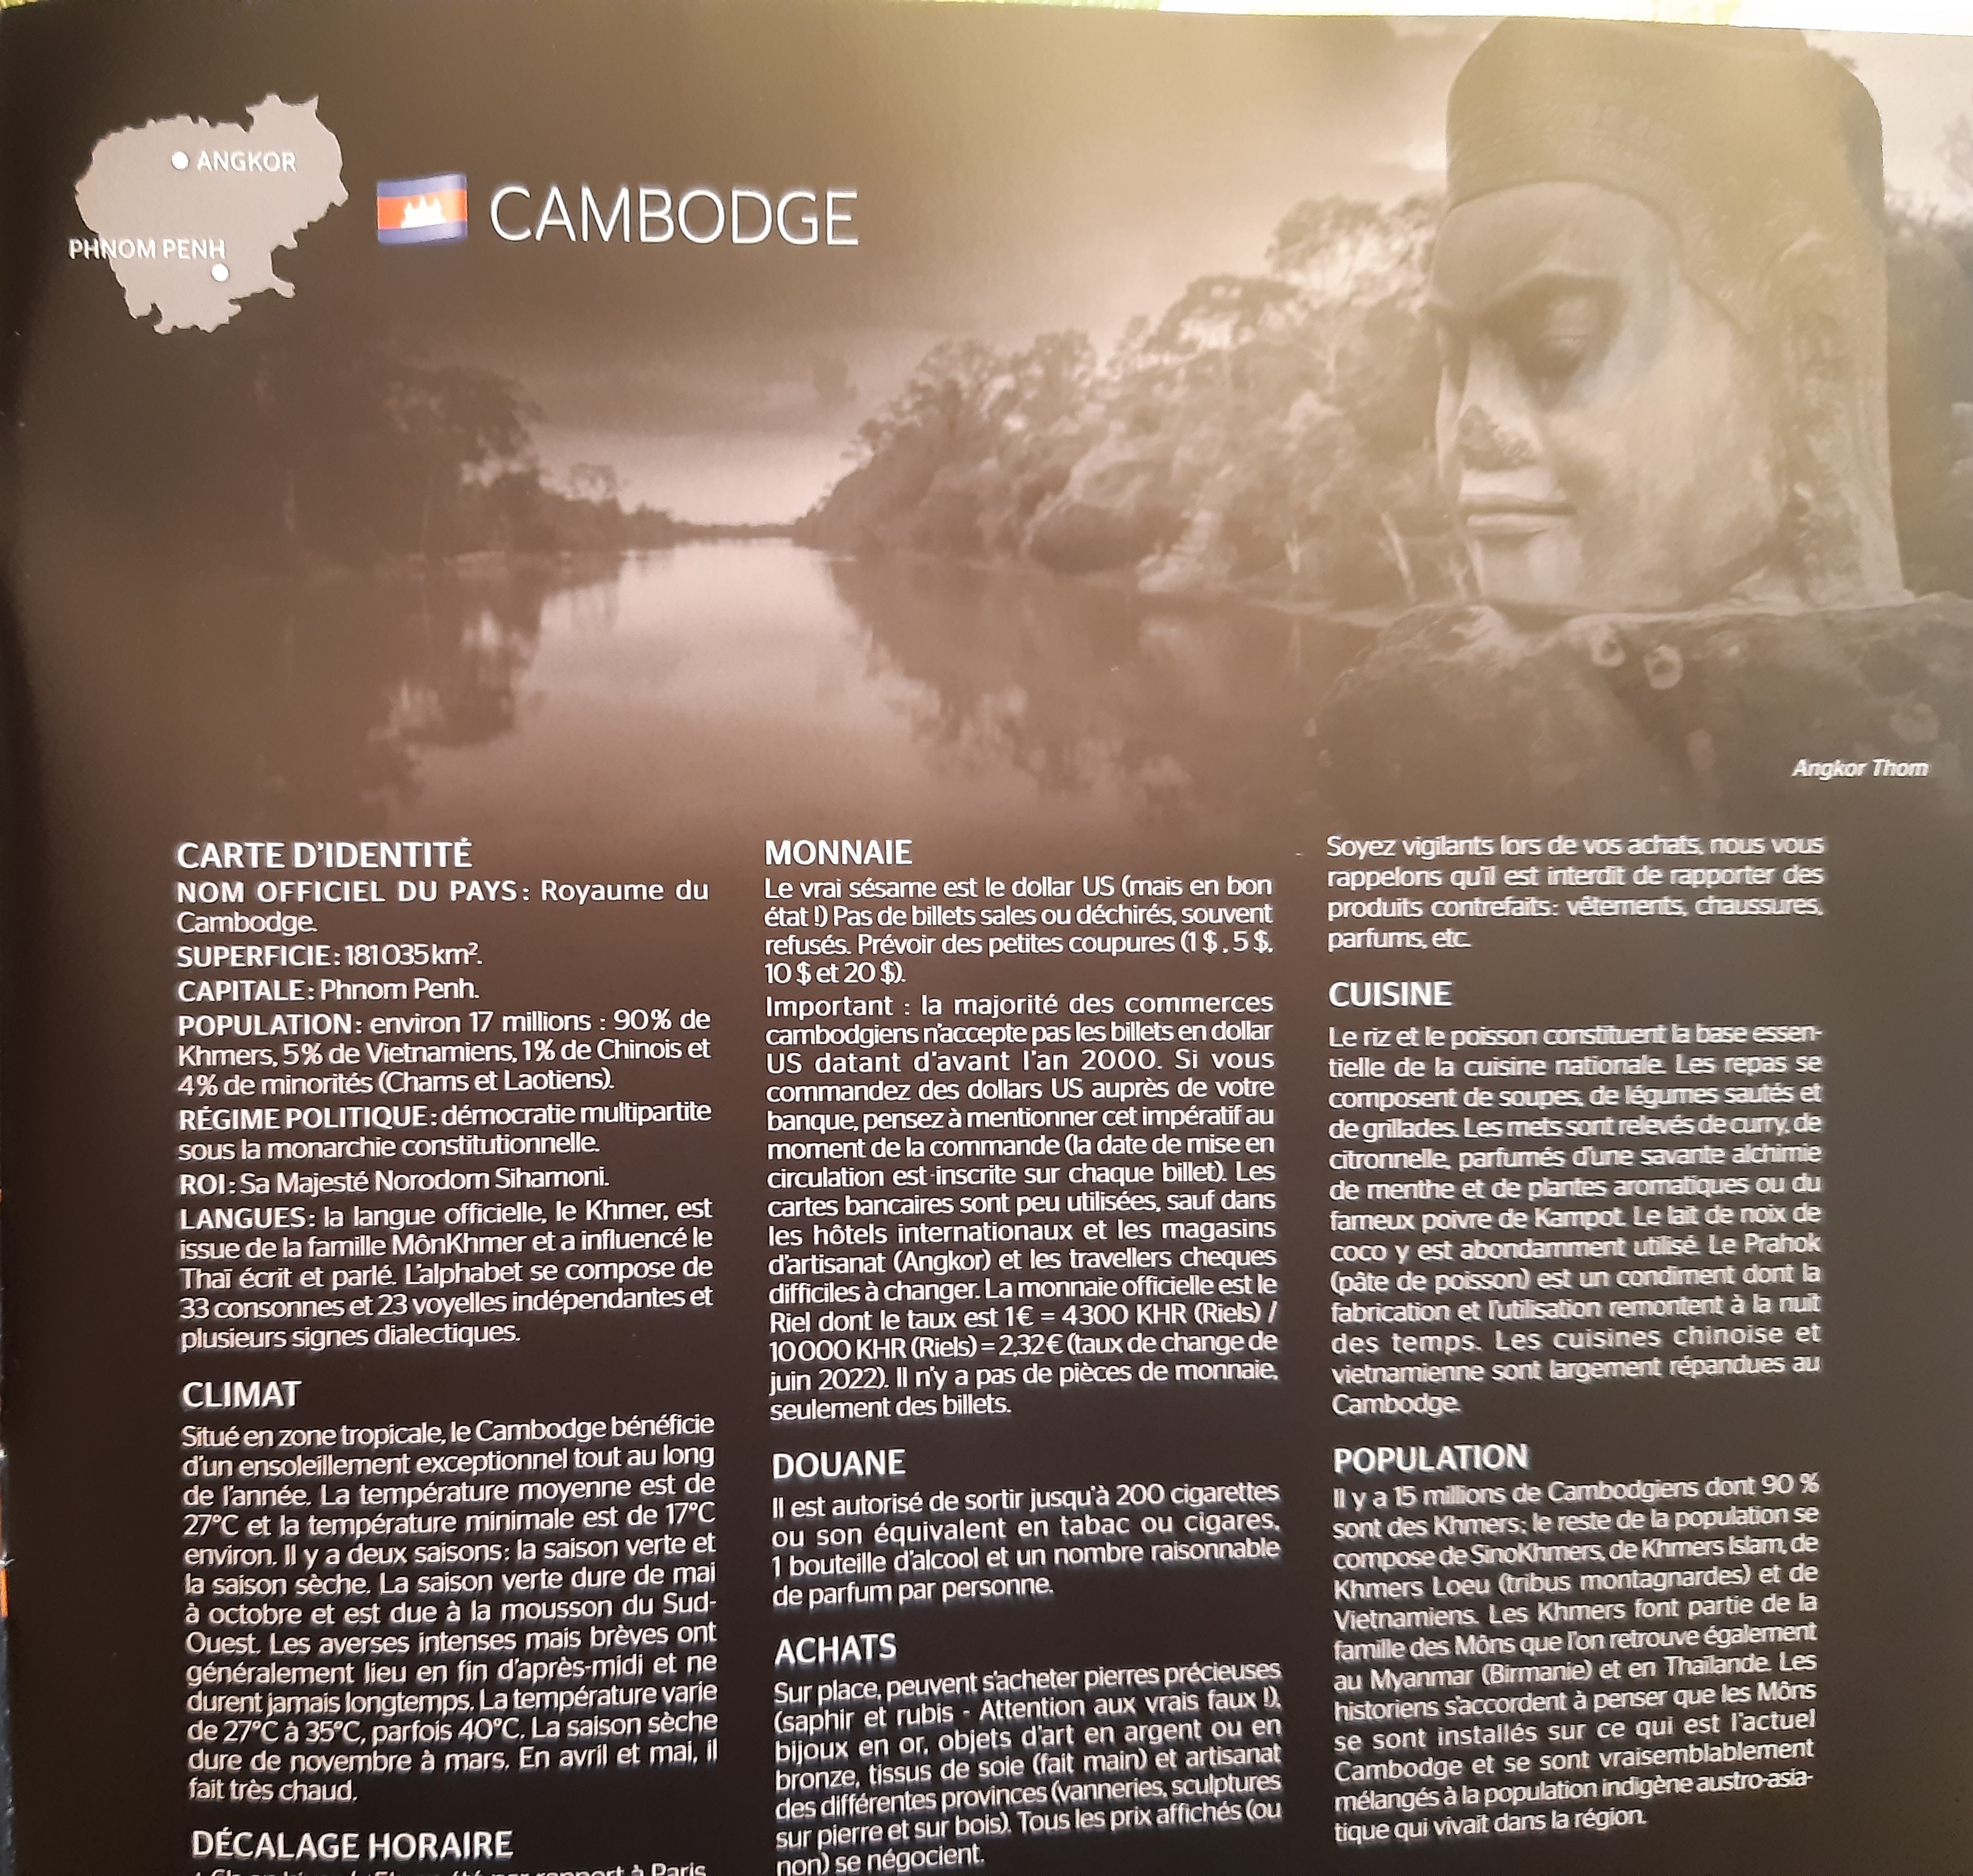 ANGKOR
PHNOM PENH
CAMBODGE
Angkor Thom
CARTE D'IDENTITÉ
NOM OFFICIEL DU PAYS : Royaume du
Cambodge.
SUPERFICIE : 181 035 km².
CAPITALE : Phnom Penh.
POPULATION : environ 17 millions : 90 % de
Khmers, 5 % de Vietnamiens, 1 % de Chinois et
4 % de minorités (Chams et Laotiens).
RÉGIME POLITIQUE : démocratie multipartite
sous la monarchie constitutionnelle.
ROI : Sa Majesté Norodom Sihamoni.
LANGUES : la langue officielle, le Khmer, est
issue de la famille MônKhmer et a influencé le
Thaï écrit et parlé. L'alphabet se compose de
33 consonnes et 23 voyelles indépendantes et
plusieurs signes dialectiques.
CLIMAT
Situé en zone tropicale, le Cambodge bénéficie
d'un ensoleillement exceptionnel tout au long
de l'année. La température moyenne est de
27°C et la température minimale est de 17°C
environ. Il y a deux saisons : la saison verte et
la saison sèche. La saison verte dure de mai
à octobre et est due à la mousson du Sud-
Ouest. Les averses intenses mais brèves ont
généralement lieu en fin d'après-midi et ne
durent jamais longtemps. La température varie
de 27°C à 35°C, parfois 40°C. La saison sèche
dure de novembre à mars. En avril et mai, il
fait très chaud.
DÉCALAGE HORAIRE
par rapport à Paris
MONNAIE
Le vrai sésame est le dollar US (mais en bon
état !) Pas de billets sales ou déchirés, souvent
refusés. Prévoir des petites coupures (1 $ , 5 $,
10 $ et 20 $).
Important : la majorité des commerces
cambodgiens n'accepte pas les billets en dollar
US datant d'avant l'an 2000. Si vous
commandez des dollars US auprès de votre
banque, pensez à mentionner cet impératif au
moment de la commande (la date de mise en
circulation est inscrite sur chaque billet). Les
cartes bancaires sont peu utilisées, sauf dans
les hôtels internationaux et les magasins
d'artisanat (Angkor) et les travellers cheques
difficiles à changer. La monnaie officielle est le
Riel dont le taux est 1€ = 4300 KHR (Riels) /
10 000 KHR (Riels) = 2,32€ (taux de change de
juin 2022). Il n'y a pas de pièces de monnaie,
seulement des billets.
DOUANE
Il est autorisé de sortir jusqu'à 200 cigarettes
ou son équivalent en tabac ou cigares,
1 bouteille d'alcool et un nombre raisonnable
de parfum par personne.
ACHATS
Sur place, peuvent s'acheter pierres précieuses
(saphir et rubis - Attention aux vrais faux !),
bijoux en or, objets d'art en argent ou en
bronze, tissus de soie (fait main) et artisanat
des différentes provinces (vanneries, sculptures
sur pierre et sur bois). Tous les prix affichés (ou
non) se négocient.
Soyez vigilants lors de vos achats, nous vous
rappelons qu'il est interdit de rapporter des
produits contrefaits : vêtements, chaussures,
parfums, etc.
CUISINE
Le riz et le poisson constituent la base essen-
tielle de la cuisine nationale. Les repas se
composent de soupes, de légumes sautés et
de grillades. Les mets sont relevés de curry, de
citronnelle, parfumés d'une savante alchimie
de menthe et de plantes aromatiques ou du
fameux poivre de Kampot. Le lait de noix de
coco y est abondamment utilisé. Le Prahok
(pâte de poisson) est un condiment dont la
fabrication et l'utilisation remontent à la nuit
des temps. Les cuisines chinoise et
vietnamienne sont largement répandues au
Cambodge.
POPULATION
Il y a 15 millions de Cambodgiens dont 90 %
sont des Khmers ; le reste de la population se
compose de SinoKhmers, de Khmers Islam, de
Khmers Loeu (tribus montagnardes) et de
Vietnamiens. Les Khmers font partie de la
famille des Môns que l'on retrouve également
au Myanmar (Birmanie) et en Thaïlande. Les
historiens s'accordent à penser que les Môns
se sont installés sur ce qui est l'actuel
Cambodge et se sont vraisemblablement
mélangés à la population indigène austro-asia-
tique qui vivait dans la région.